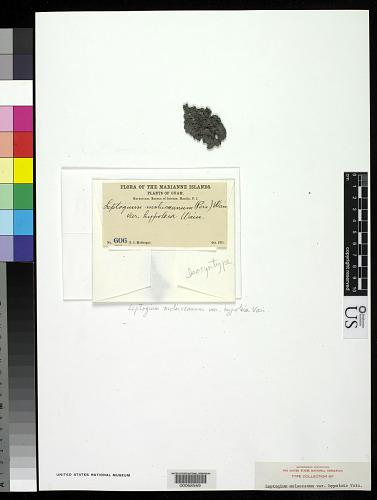 FLORA OF THE MARIANNE ISLANDS.
PLANTS OF GUAM.
Herbarium, Bureau of Science, Manila, P. I.
Leptogium moluccanum (Pers.) Wain.
Var. hypoleia Wain.
No. 606 R. C. McGregor. Oct. 1911.
Isosyntype
Leptogium moluccanum var. hypoleia Vain.
copyright reserved
US
UNITED STATES NATIONAL MUSEUM
TYPE COLLECTION OF
Leptogium moluccanum var. hypoleia Vain.